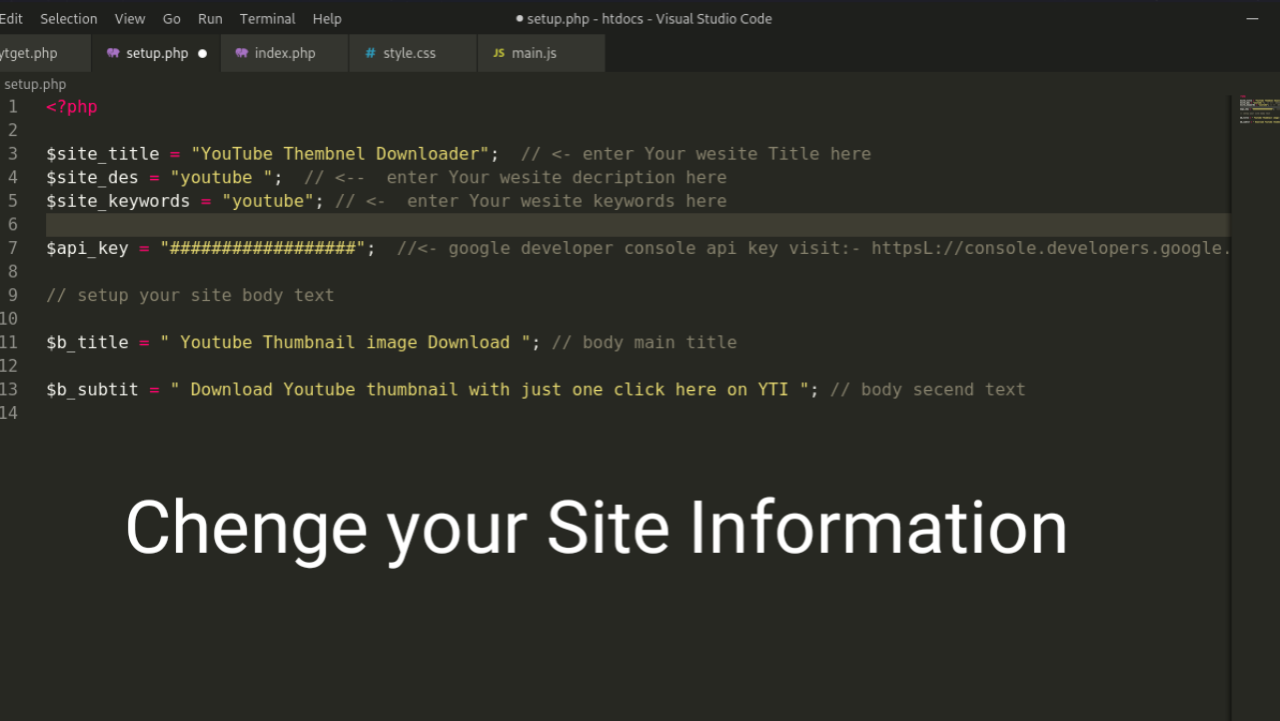 Edit Selection View Go Run Terminal Help ● setup.php - htdocs - Visual Studio Code
ytget.php setup.php ● index.php # style.css JS main.js
setup.php
1 <?php
2
3 $site_title = "YouTube Thembnel Downloader"; // <- enter Your wesite Title here
4 $site_des = "youtube "; // <-- enter Your wesite decription here
5 $site_keywords = "youtube"; // <- enter Your wesite keywords here
6
7 $api_key = "##################"; //<- google developer console api key visit:- httpsL://console.developers.google.
8
9 // setup your site body text
10
11 $b_title = " Youtube Thumbnail image Download "; // body main title
12
13 $b_subtit = " Download Youtube thumbnail with just one click here on YTI "; // body secend text
14
Chenge your Site Information